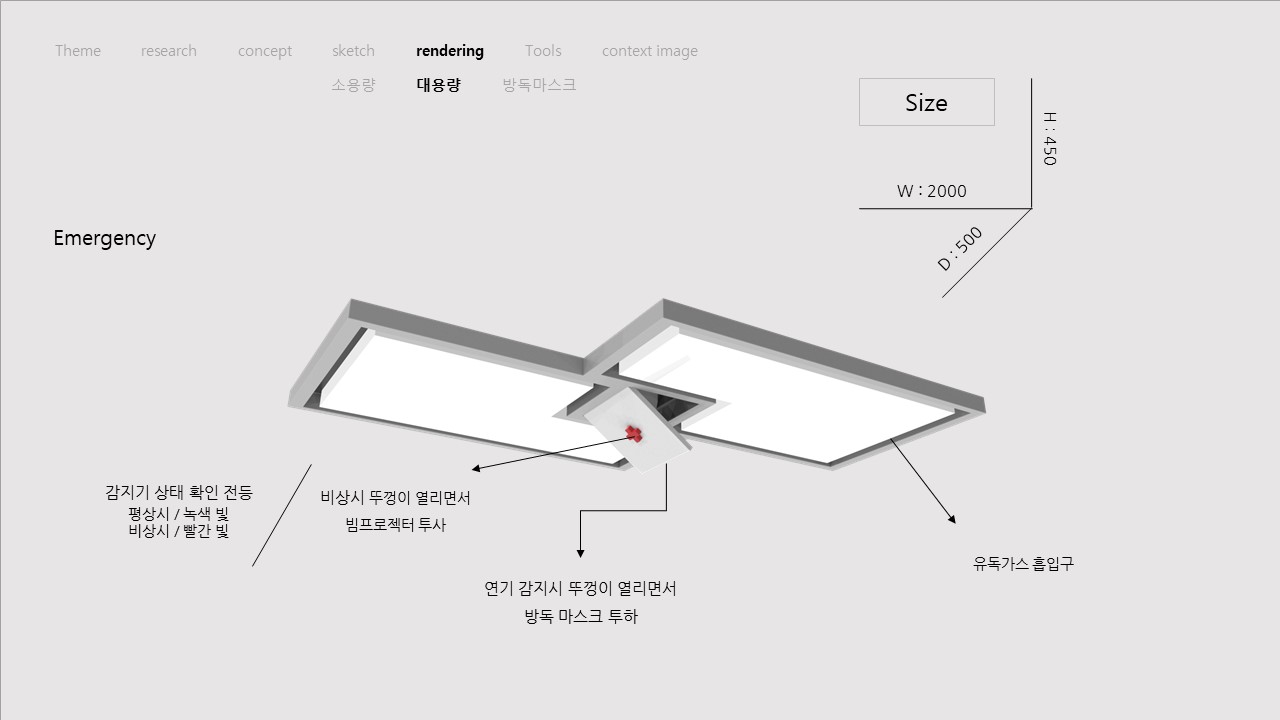 Theme research concept sketch rendering Tools context image
소용량 대용량 방독마스크
Size
H : 450
W : 2000
D : 500
Emergency
감지기 상태 확인 전등
평상시 / 녹색 빛
비상시 / 빨간 빛
비상시 뚜껑이 열리면서
빔프로젝터 투사
연기 감지시 뚜껑이 열리면서
방독 마스크 투하
유독가스 흡입구